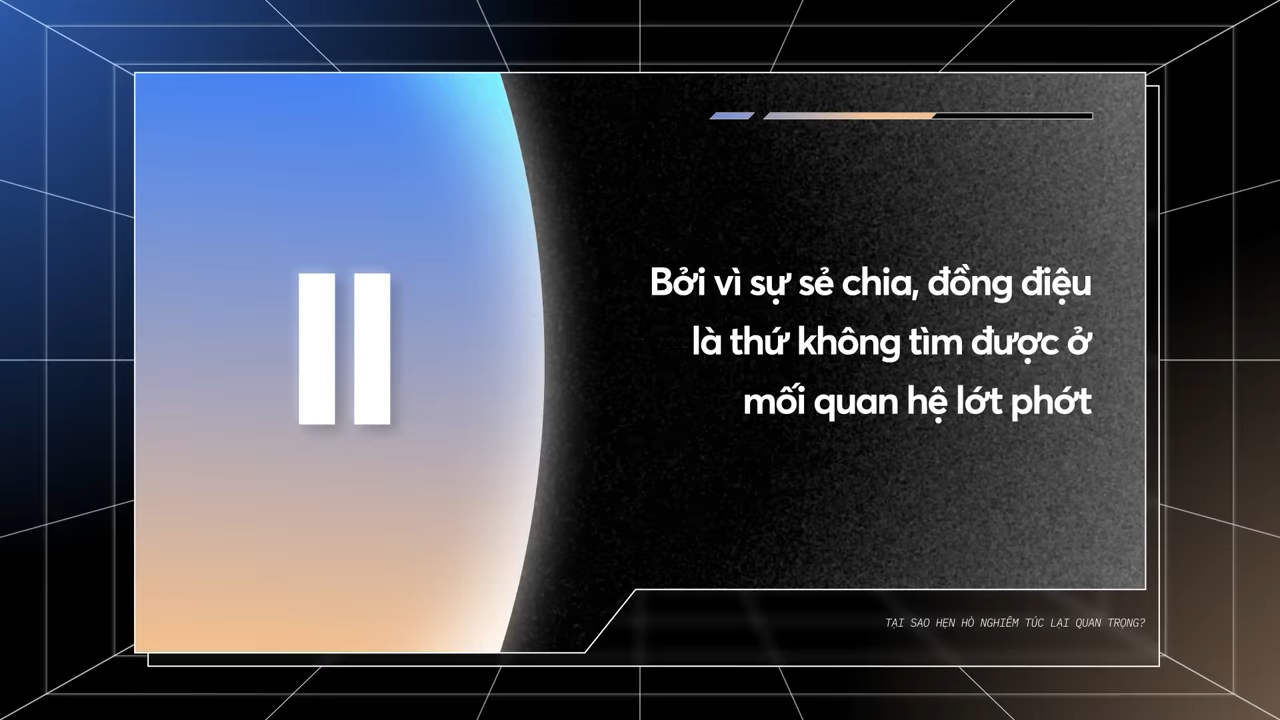 II
Bởi vì sự sẻ chia, đồng điệu
là thứ không tìm được ở
mối quan hệ lớt phớt
TẠI SAO HẸN HÒ NGHIÊM TÚC LẠI QUAN TRỌNG?